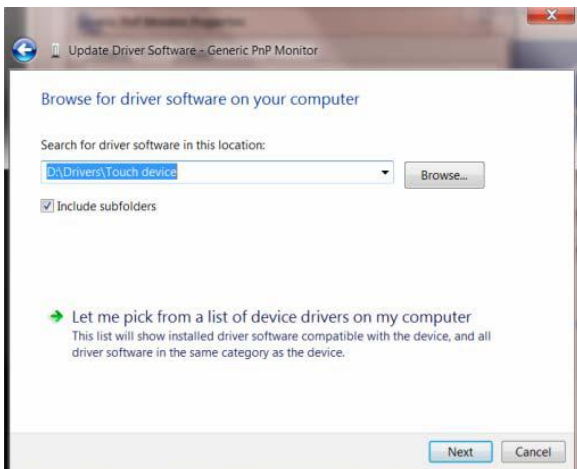 Update Driver Software - Generic PnP Monitor
Browse for driver software on your computer
Search for driver software in this location:
D:\Drivers\Touch device
Browse...
Include subfolders
Let me pick from a list of device drivers on my computer
This list will show installed driver software compatible with the device, and all
driver software in the same category as the device.
Next
Cancel